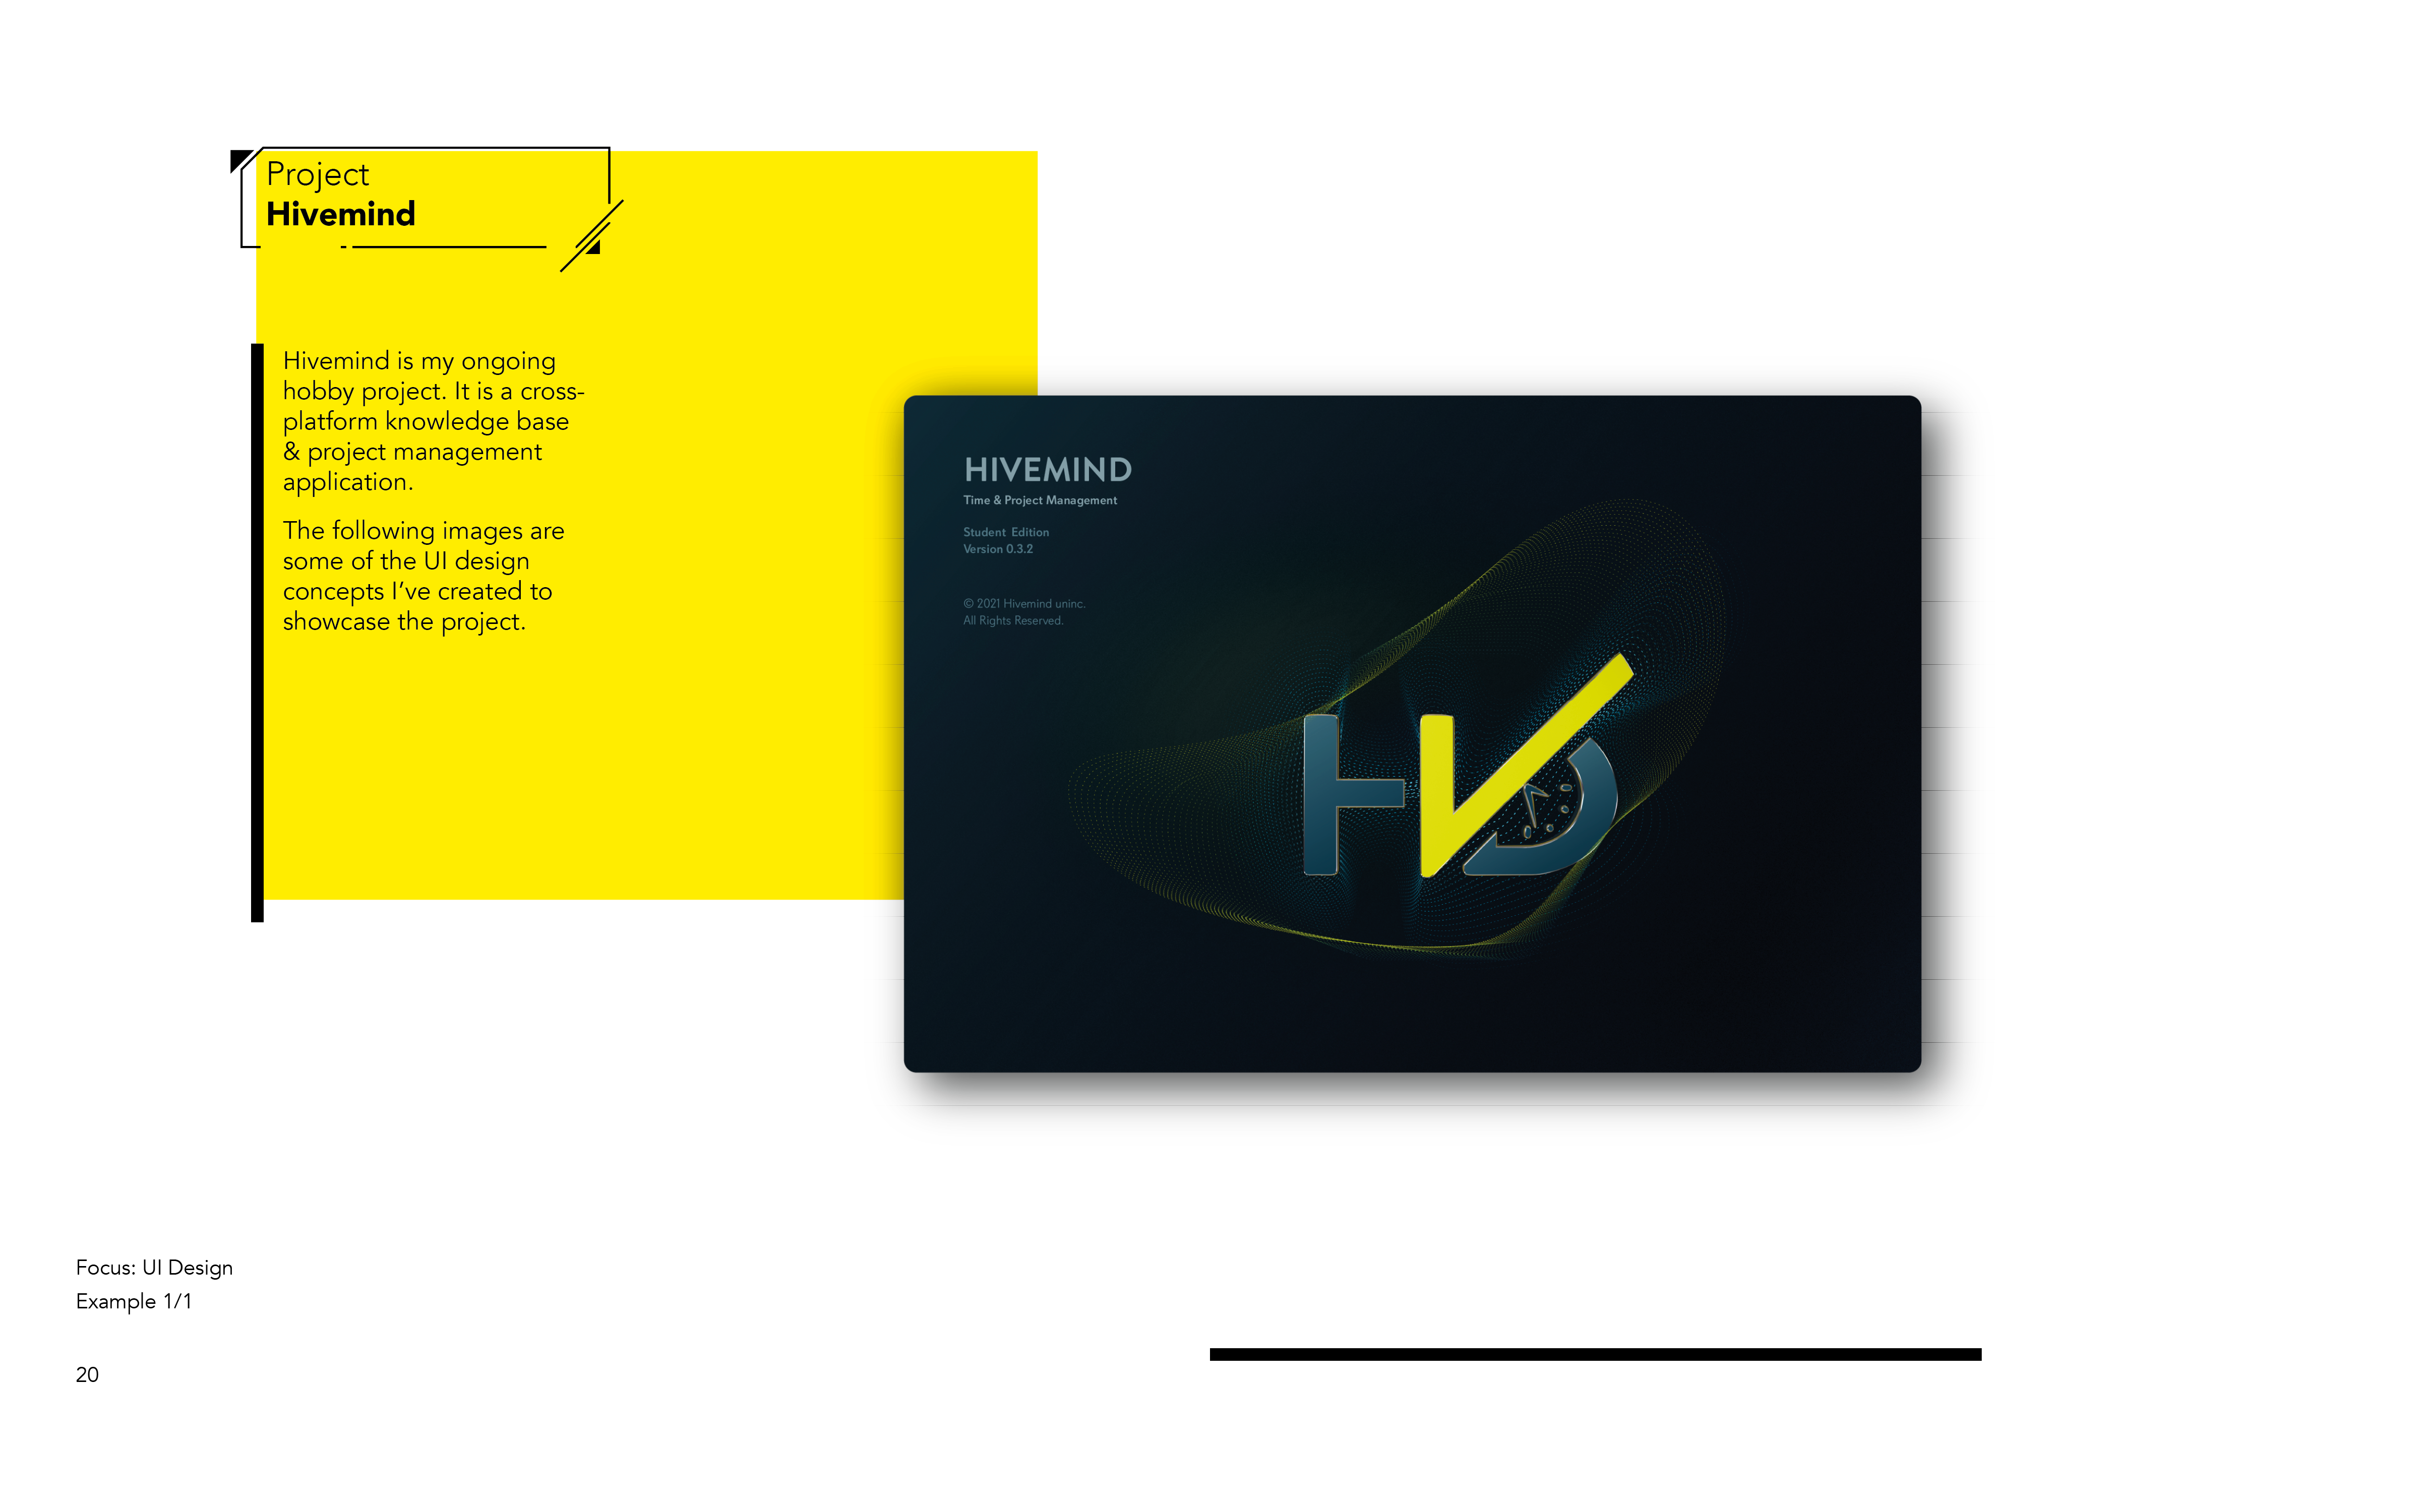 Project
Hivemind
Hivemind is my ongoing
hobby project. It is a cross-
platform knowledge base
& project management
application.
The following images are
some of the UI design
concepts I’ve created to
showcase the project.
HIVEMIND
Time & Project Management
Student Edition
Version 0.3.2
© 2021 Hivemind uninc.
All Rights Reserved.
HVD
Focus: UI Design
Example 1/1
20